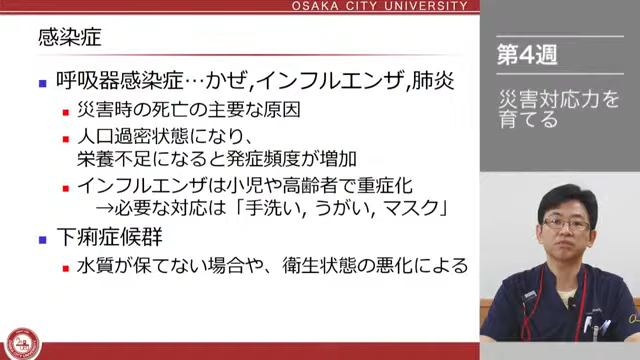 OSAKA CITY UNIVERSITY
感染症
呼吸器感染症…かぜ,インフルエンザ,肺炎
災害時の死亡の主要な原因
人口過密状態になり、
栄養不足になると発症頻度が増加
インフルエンザは小児や高齢者で重症化
→必要な対応は「手洗い, うがい, マスク」
下痢症候群
水質が保てない場合や、衛生状態の悪化による
第4週
災害対応力を
育てる